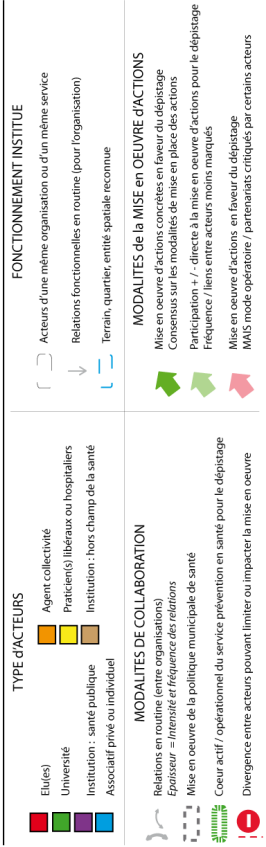 TYPE d'ACTEURS
Elu(es)
Université
Institution : santé publique
Associatif privé ou individuel
Agent collectivité
Praticien(s) libéraux ou hospitaliers
Institution : hors champ de la santé
FONCTIONNEMENT INSTITUE
Acteurs d'une même organisation ou d'un même service
Relations fonctionnelles en routine (pour l'organisation)
Terrain, quartier, entité spatiale reconnue
MODALITES DE COLLABORATION
Relations en routine (entre organisations)
Epaisseur = Intensité et fréquence des relations
Mise en oeuvre de la politique municipale de santé
Coeur actif / opérationnel du service prévention en santé pour le dépistage
Divergence entre acteurs pouvant limiter ou impacter la mise en oeuvre
MODALITES de la MISE en OEUVRE d'ACTIONS
Mise en oeuvre d'actions concrètes en faveur du dépistage
Consensus sur les modalités de mise en place des actions
Participation + / - directe à la mise en oeuvre d'actions pour le dépistage
Fréquence / liens entre acteurs moins marqués
Mise en oeuvre d'actions en faveur du dépistage
MAIS mode opératoire / partenariats critiqués par certains acteurs